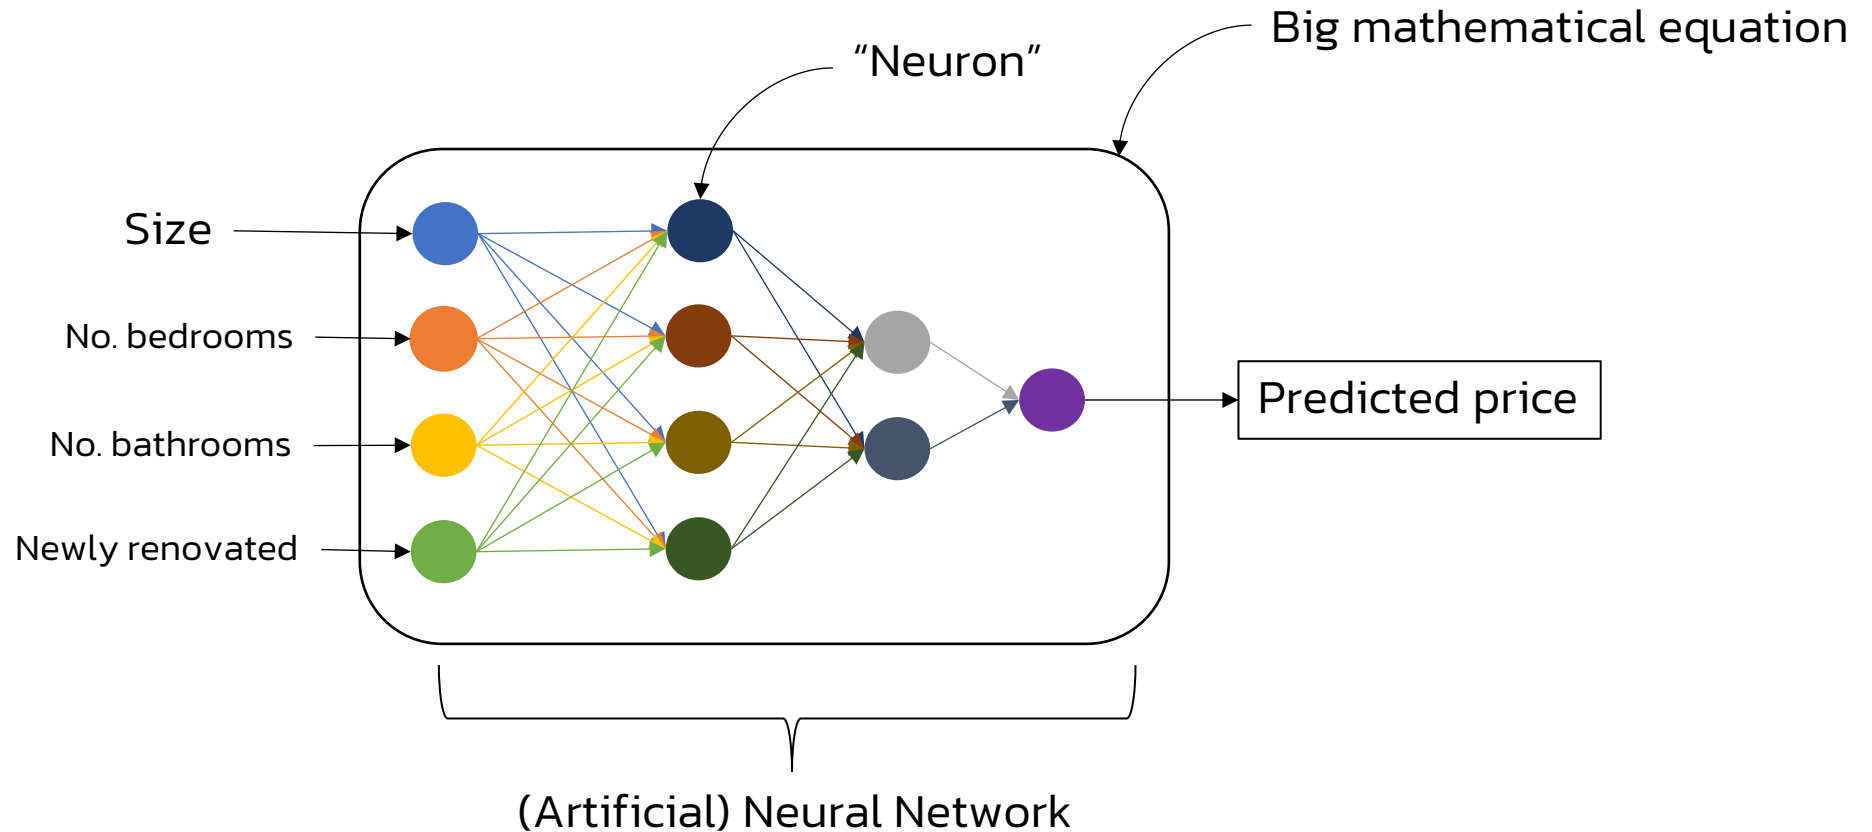 Big mathematical equation
“Neuron”
Size
No. bedrooms
No. bathrooms
Newly renovated
Predicted price
(Artificial) Neural Network